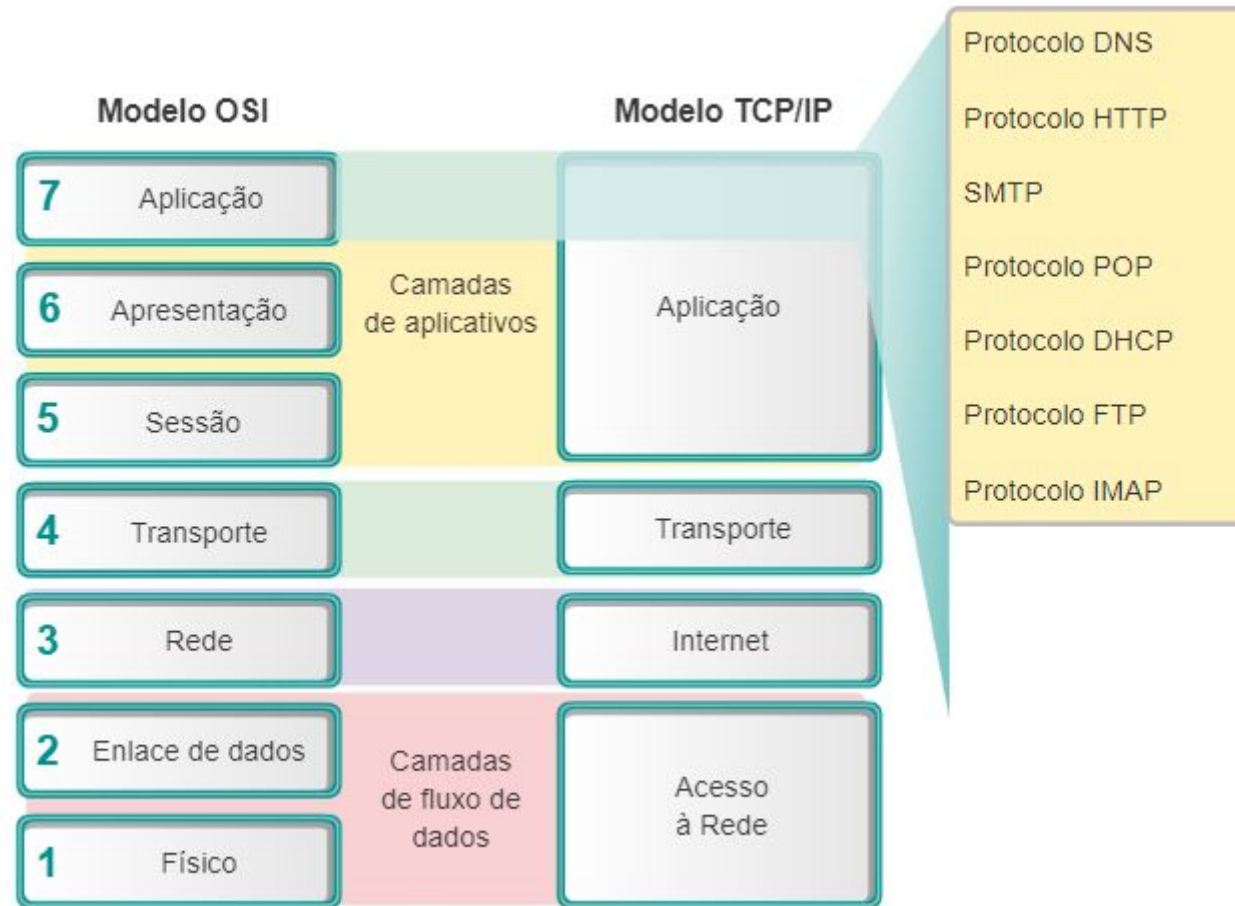 Modelo OSI
Modelo TCP/IP
7 Aplicação
6 Apresentação
5 Sessão
4 Transporte
3 Rede
2 Enlace de dados
1 Físico
Camadas
de aplicativos
Camadas
de fluxo de
dados
Aplicação
Transporte
Internet
Acesso
à Rede
Protocolo DNS
Protocolo HTTP
SMTP
Protocolo POP
Protocolo DHCP
Protocolo FTP
Protocolo IMAP